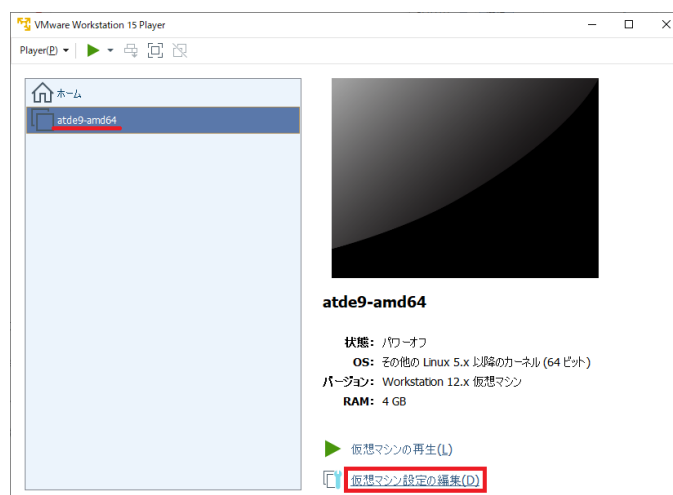 VMware Workstation 15 Player
Player(P)
ホーム
atde9-amd64
atde9-amd64
状態: パワーオフ
OS: その他の Linux 5.x 以降のカーネル (64 ビット)
バージョン: Workstation 12.x 仮想マシン
RAM: 4 GB
仮想マシンの再生(L)
仮想マシン設定の編集(D)